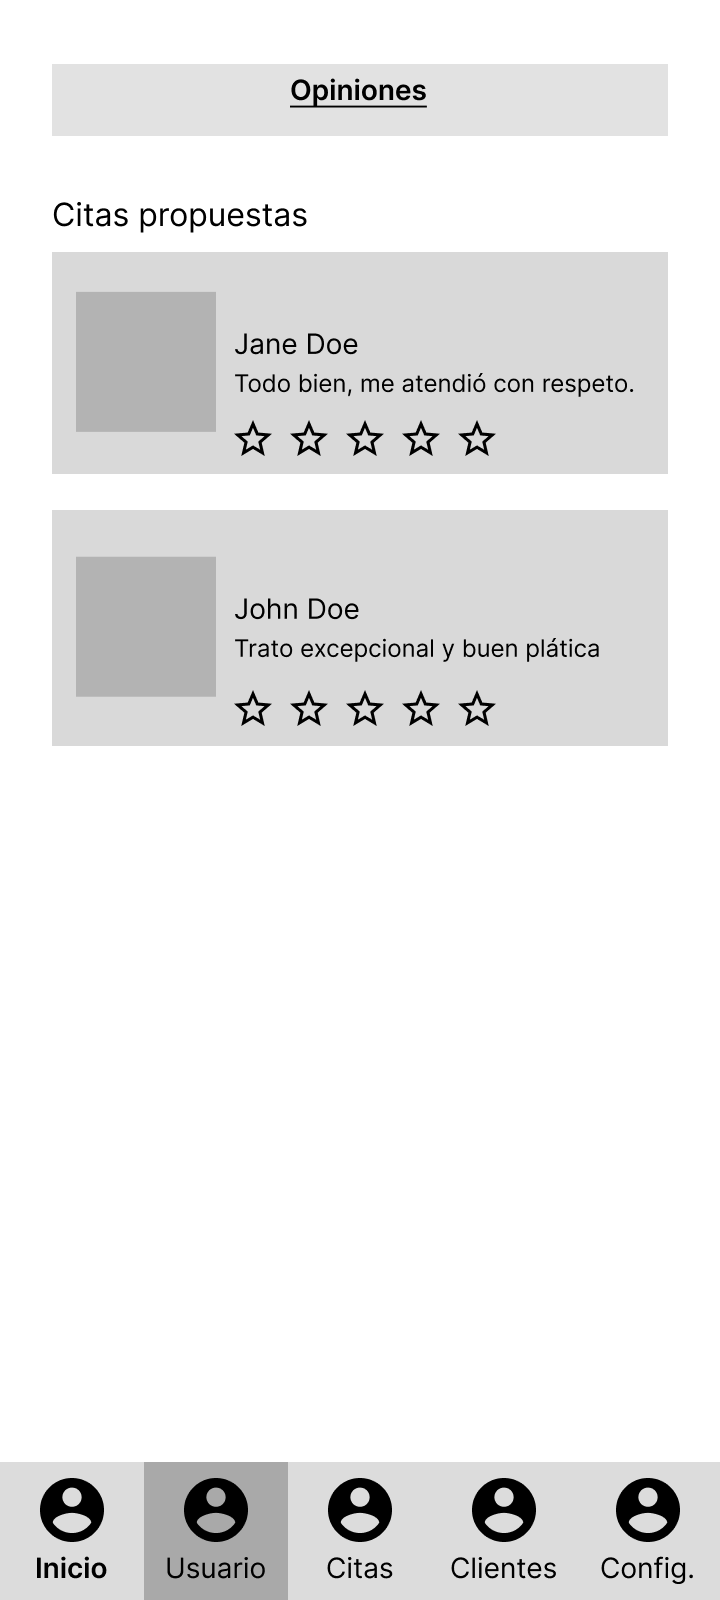 Opiniones
Citas propuestas
Jane Doe
Todo bien, me atendió con respeto.
John Doe
Trato excepcional y buen plática
Inicio
Usuario
Citas
Clientes
Config.